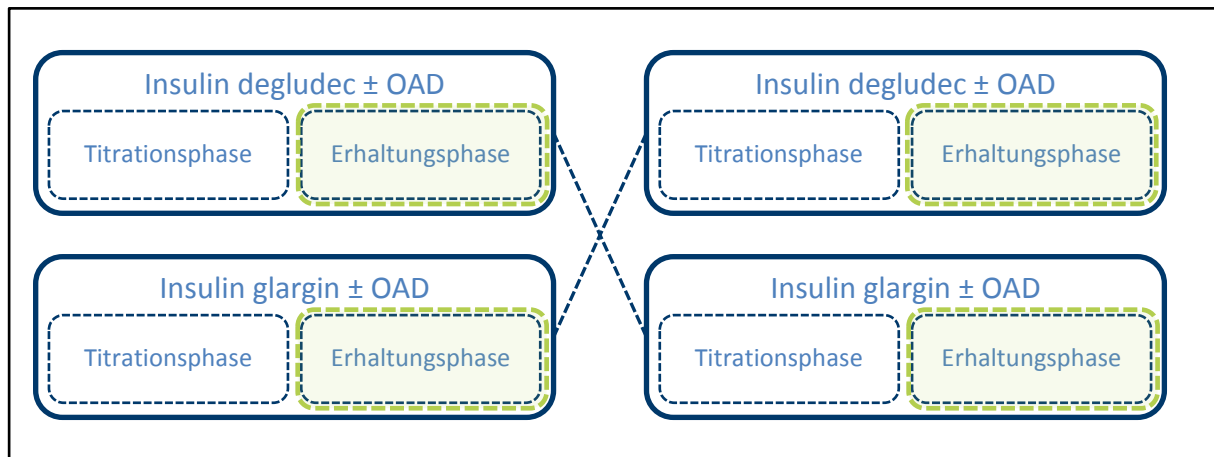 Insulin degludec ± OAD
Titrationsphase
Erhaltungsphase
Insulin degludec ± OAD
Titrationsphase
Erhaltungsphase
Insulin glargin ± OAD
Titrationsphase
Erhaltungsphase
Insulin glargin ± OAD
Titrationsphase
Erhaltungsphase